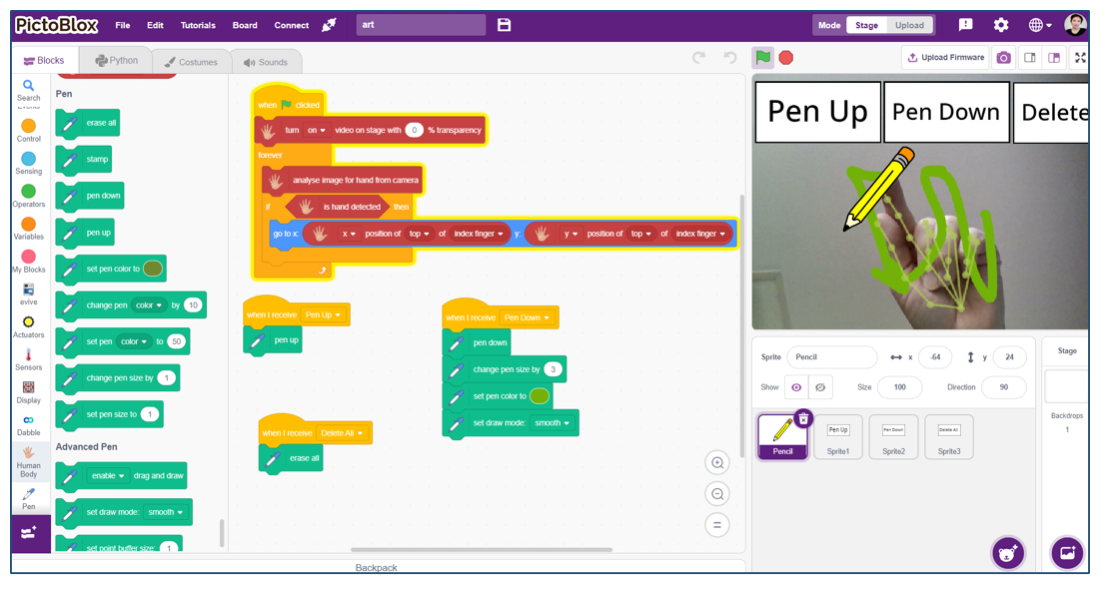 PictoBlox File Edit Tutorials Board Connect art Mode Stage Upload
Blocks Python Costumes Sounds Upload Firmware
Search
Control
Sensing
Operators
Variables
My Blocks
evive
Actuators
Sensors
Display
Dabble
Human
Body
Pen
Pen
erase all
stamp
pen down
pen up
set pen color to
change pen color by 10
set pen color to 50
change pen size by 1
set pen size to 1
Advanced Pen
enable drag and draw
set draw mode: smooth
set point buffer size: 1
when clicked
turn on video on stage with 0 % transparency
forever
analyse image for hand from camera
if is hand detected then
go to x: x position of top of index finger y: y position of top of index finger
when I receive Pen Up
pen up
when I receive Pen Down
pen down
change pen size by 3
set pen color to
set draw mode: smooth
when I receive Delete All
erase all
Backpack
Pen Up Pen Down Delete
Sprite Pencil x -64 y 24
Show Size 100 Direction 90
Pencil
Pen Up
Sprite1
Pen Down
Sprite2
Delete All
Sprite3
Stage
Backdrops
1